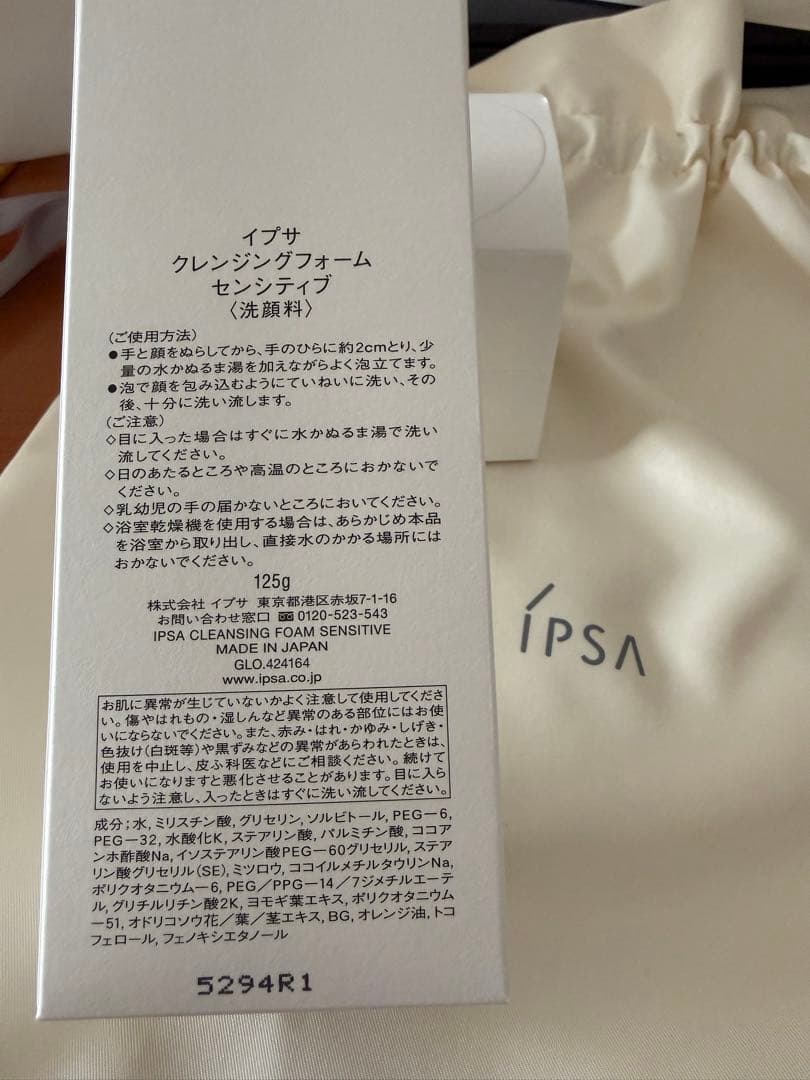 イプサ
クレンジングフォーム
センシティブ
〈洗顔料〉
（ご使用方法）
●手と顔をぬらしてから、手のひらに約2cmとり、少
量の水かぬるま湯を加えながらよく泡立てます。
●泡で顔を包み込むようにていねいに洗い、その
後、十分に洗い流します。
（ご注意）
◇目に入った場合はすぐに水かぬるま湯で洗い
流してください。
◇日のあたるところや高温のところにおかないで
ください。
◇乳幼児の手の届かないところにおいてください。
◇浴室乾燥機を使用する場合は、あらかじめ本品
を浴室から取り出し、直接水のかかる場所には
おかないでください。
125g
株式会社 イプサ 東京都港区赤坂7-1-16
お問い合わせ窓口 0120-523-543
IPSA CLEANSING FOAM SENSITIVE
MADE IN JAPAN
GLO.424164
www.ipsa.co.jp
お肌に異常が生じていないかよく注意して使用してくださ
い。傷やはれもの・湿しんなど異常のある部位にはお使
いにならないでください。また、赤み・はれ・かゆみ・しげき・
色抜け(白斑等)や黒ずみなどの異常があらわれたときは、
使用を中止し、皮ふ科医などにご相談ください。続けて
お使いになりますと悪化させることがあります。目に入ら
ないよう注意し、入ったときはすぐに洗い流してください。
成分;水, ミリスチン酸, グリセリン, ソルビトール, PEG－6,
PEG－32, 水酸化K, ステアリン酸, パルミチン酸, ココア
ンホ酢酸Na, イソステアリン酸PEG－60グリセリル, ステア
リン酸グリセリル(SE), ミツロウ, ココイルメチルタウリンNa,
ポリクオタニウム－6, PEG／PPG－14／7ジメチルエーテ
ル, グリチルリチン酸2K, ヨモギ葉エキス, ポリクオタニウム
－51, オドリコソウ花／葉／茎エキス, BG, オレンジ油, トコ
フェロール, フェノキシエタノール
5294R1
IPSA